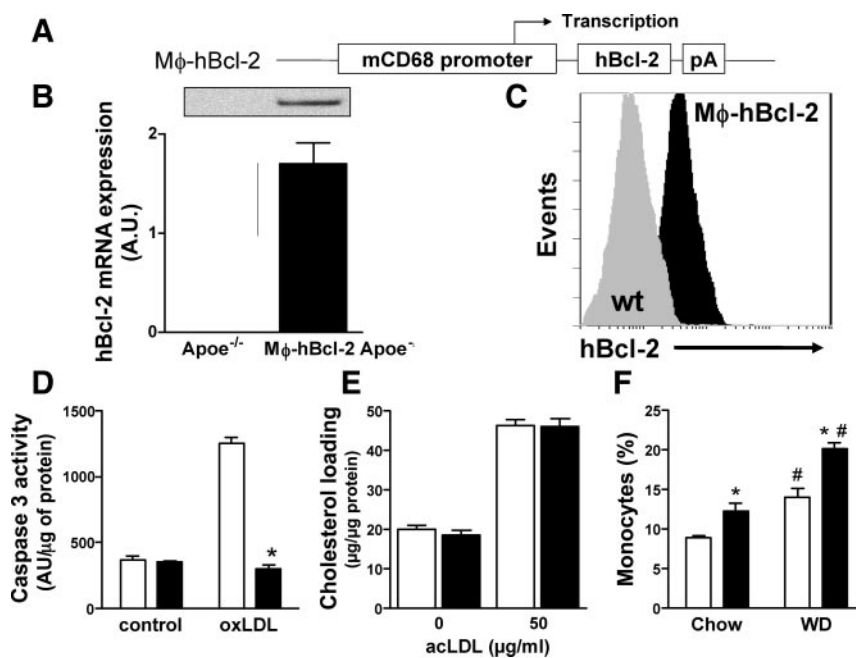 A
Transcription
Mφ-hBcl-2
mCD68 promoter
hBcl-2
pA
B
hBcl-2 mRNA expression
(A.U.)
2
1
0
Apoe-/-
Mφ-hBcl-2 Apoe-
C
Mφ-hBcl-2
wt
Events
hBcl-2
D
Caspase 3 activity
(AU/μg of protein)
1500
1000
500
0
*
control
oxLDL
E
Cholesterol loading
(μg/μg protein)
50
40
30
20
10
0
0
50
acLDL (μg/ml)
F
Monocytes (%)
25
20
15
10
5
0
*
#
* #
Chow
WD